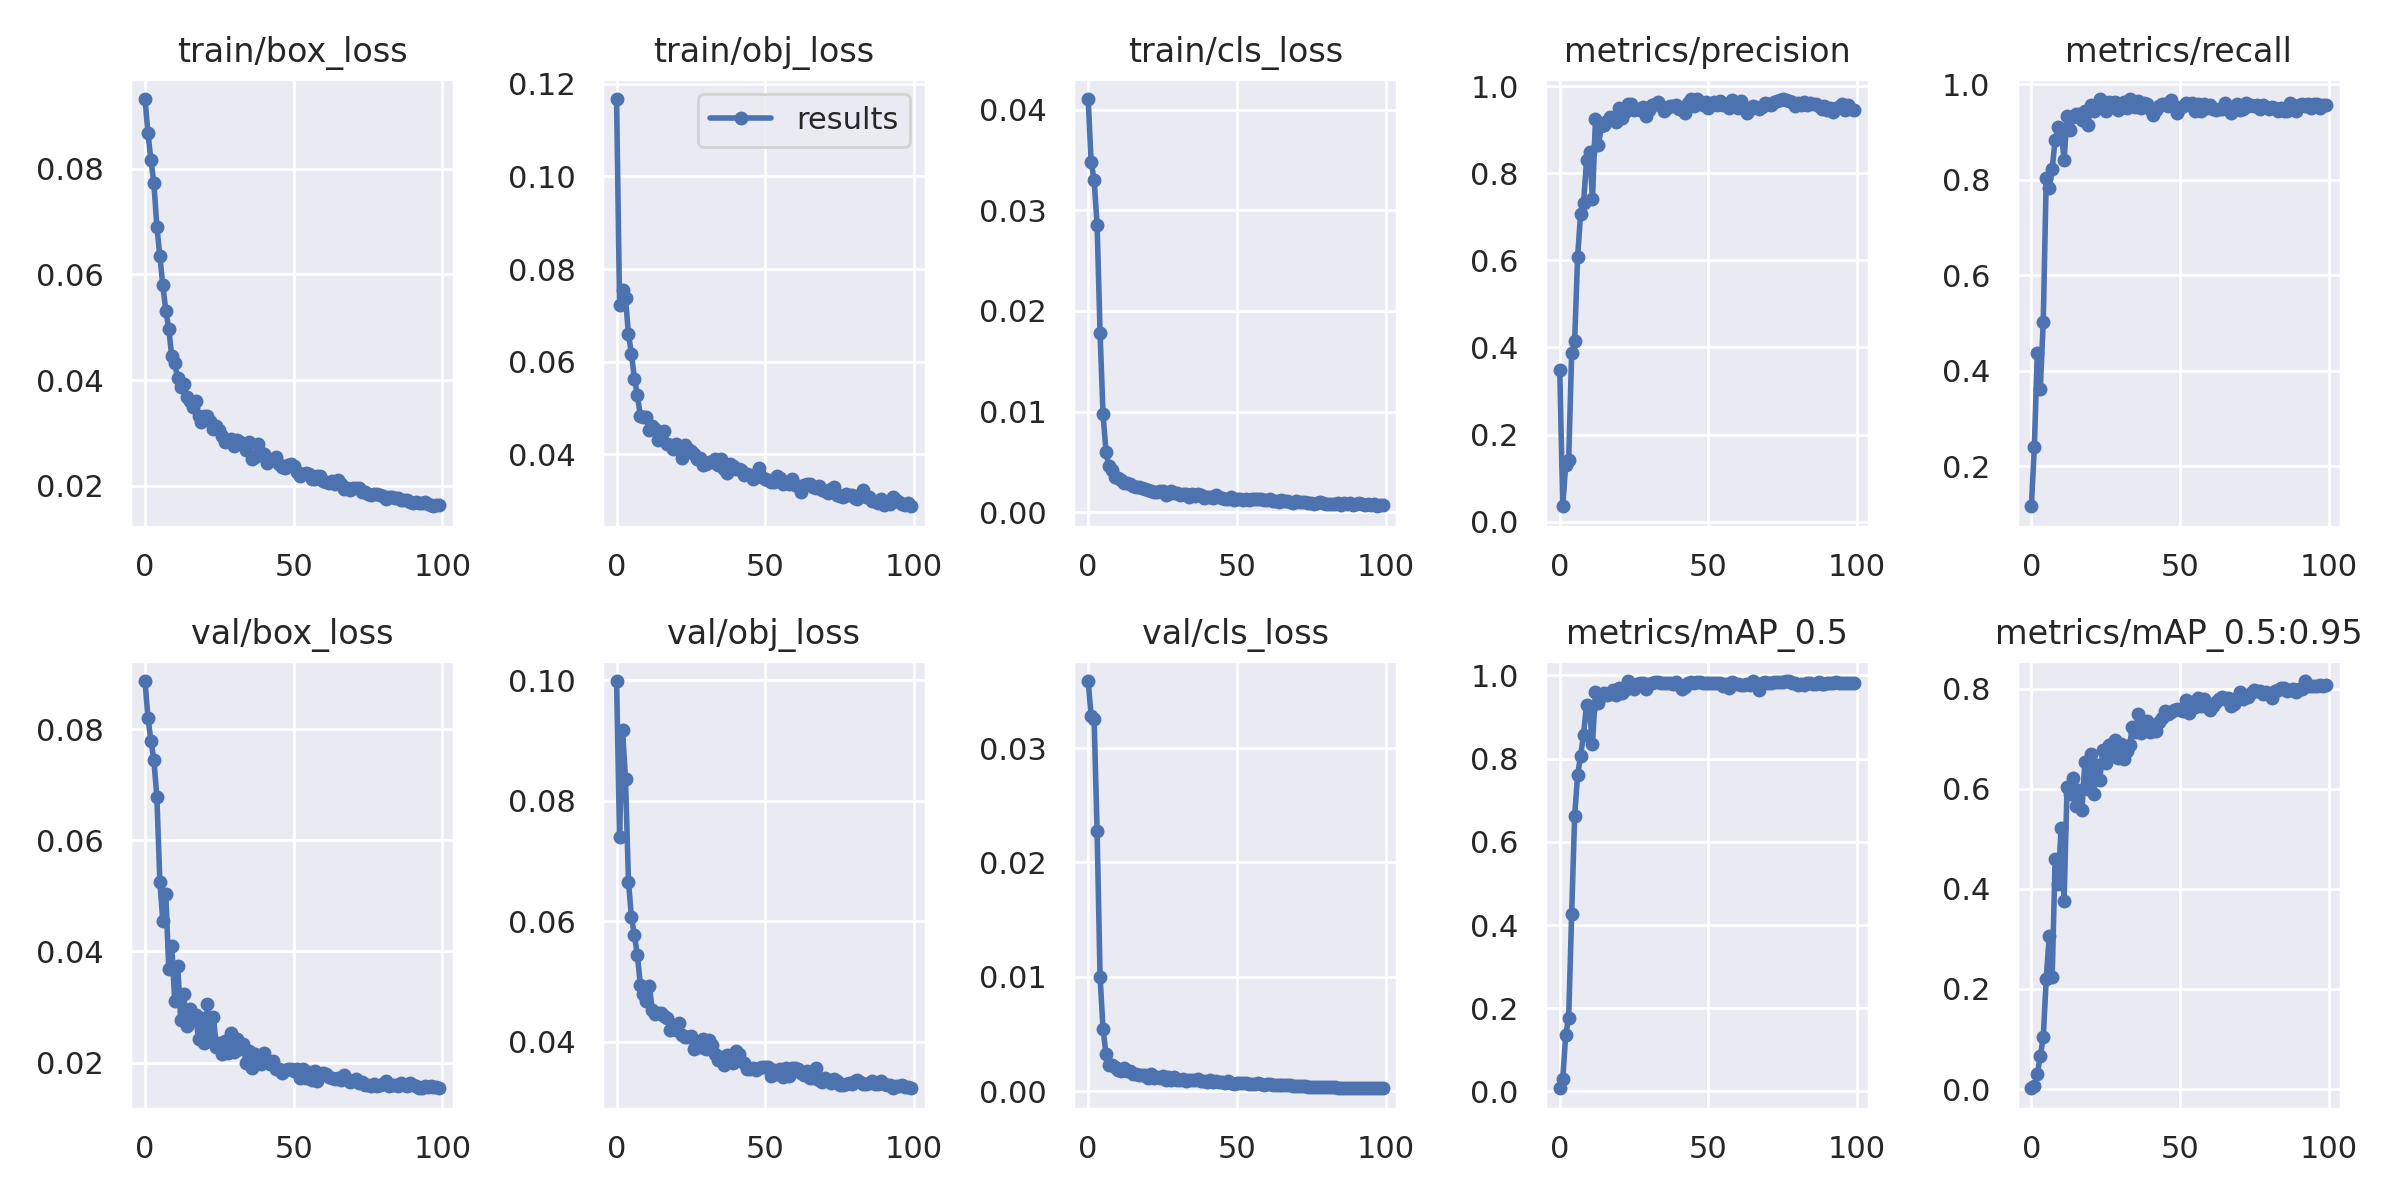 train/box_loss
0.08
0.06
0.04
0.02
0 50 100
train/obj_loss
results
0.12
0.10
0.08
0.06
0.04
0 50 100
train/cls_loss
0.04
0.03
0.02
0.01
0.00
0 50 100
metrics/precision
1.0
0.8
0.6
0.4
0.2
0.0
0 50 100
metrics/recall
1.0
0.8
0.6
0.4
0.2
0 50 100
val/box_loss
0.08
0.06
0.04
0.02
0 50 100
val/obj_loss
0.10
0.08
0.06
0.04
0 50 100
val/cls_loss
0.03
0.02
0.01
0.00
0 50 100
metrics/mAP_0.5
1.0
0.8
0.6
0.4
0.2
0.0
0 50 100
metrics/mAP_0.5:0.95
0.8
0.6
0.4
0.2
0.0
0 50 100